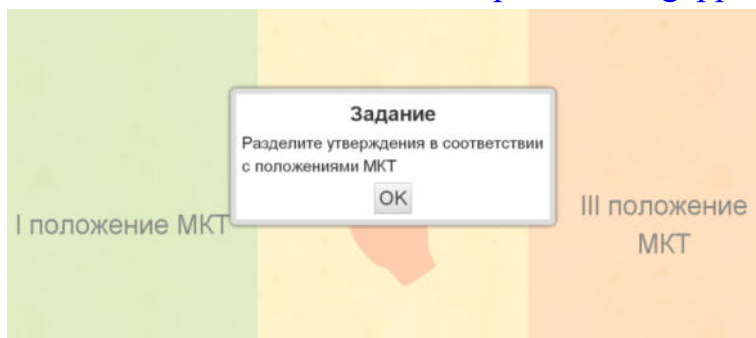 Задание
Разделите утверждения в соответствии
с положениями МКТ
OK
I положение МКТ
III положение
МКТ